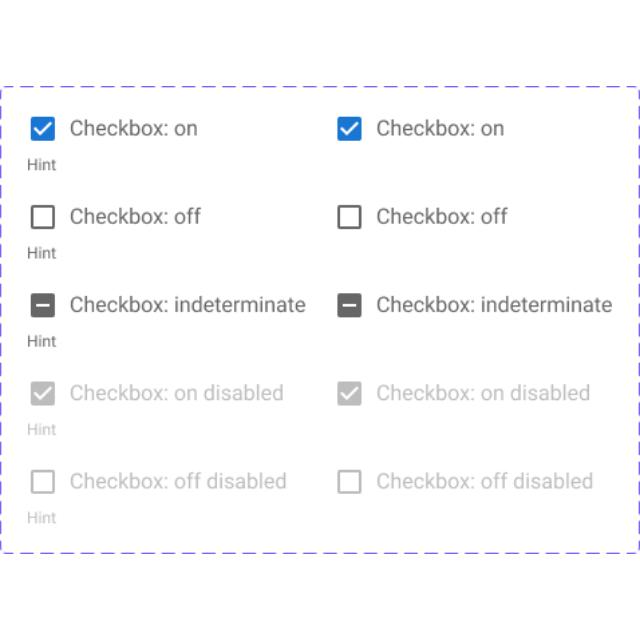 Checkbox: on
Hint
Checkbox: off
Hint
Checkbox: indeterminate
Hint
Checkbox: on disabled
Hint
Checkbox: off disabled
Hint
Checkbox: on
Checkbox: off
Checkbox: indeterminate
Checkbox: on disabled
Checkbox: off disabled